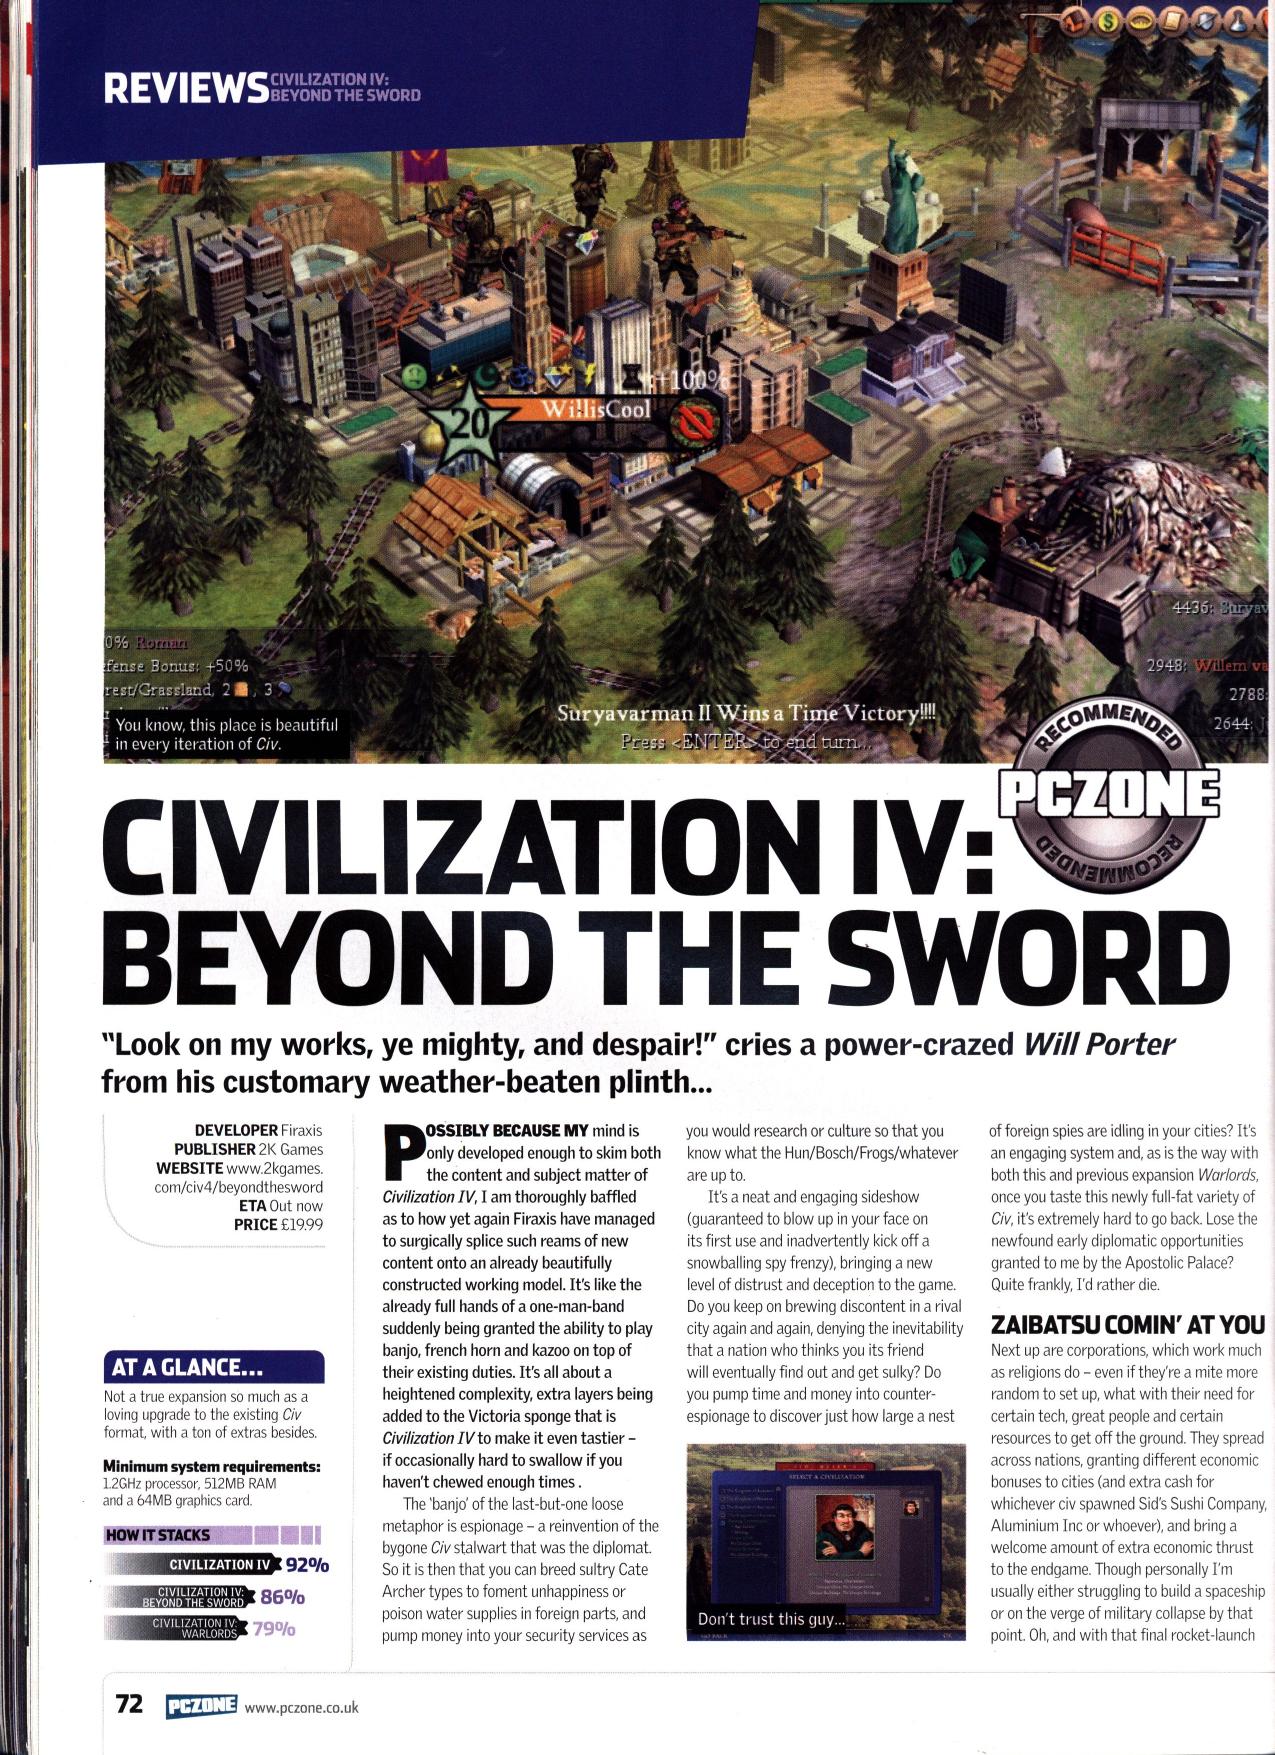 REVIEWS CIVILIZATION IV:
BEYOND THE SWORD
+100%
20 WillisCool
4436: Suryav
0% Roman
fense Bonus: +50%
2948: Willem va
rest/Grassland, 2 , 3
2788:
Suryavarman II Wins a Time Victory!!!!
2644: J
Press <ENTER> to end turn...
You know, this place is beautiful
in every iteration of Civ.
RECOMMENDED
PCZONE
RECOMMENDED
CIVILIZATION IV:
BEYOND THE SWORD
“Look on my works, ye mighty, and despair!” cries a power-crazed Will Porter
from his customary weather-beaten plinth...
DEVELOPER Firaxis
PUBLISHER 2K Games
WEBSITE www.2kgames.
com/civ4/beyondthesword
ETA Out now
PRICE £19.99
AT A GLANCE...
Not a true expansion so much as a
loving upgrade to the existing Civ
format, with a ton of extras besides.
Minimum system requirements:
1.2GHz processor, 512MB RAM
and a 64MB graphics card.
HOW IT STACKS
CIVILIZATION IV 92%
CIVILIZATION IV:
BEYOND THE SWORD 86%
CIVILIZATION IV:
WARLORDS 79%
POSSIBLY BECAUSE MY mind is
only developed enough to skim both
the content and subject matter of
Civilization IV, I am thoroughly baffled
as to how yet again Firaxis have managed
to surgically splice such reams of new
content onto an already beautifully
constructed working model. It's like the
already full hands of a one-man-band
suddenly being granted the ability to play
banjo, french horn and kazoo on top of
their existing duties. It's all about a
heightened complexity, extra layers being
added to the Victoria sponge that is
Civilization IV to make it even tastier –
if occasionally hard to swallow if you
haven't chewed enough times .
The 'banjo' of the last-but-one loose
metaphor is espionage – a reinvention of the
bygone Civ stalwart that was the diplomat.
So it is then that you can breed sultry Cate
Archer types to foment unhappiness or
poison water supplies in foreign parts, and
pump money into your security services as
you would research or culture so that you
know what the Hun/Bosch/Frogs/whatever
are up to.
It's a neat and engaging sideshow
(guaranteed to blow up in your face on
its first use and inadvertently kick off a
snowballing spy frenzy), bringing a new
level of distrust and deception to the game.
Do you keep on brewing discontent in a rival
city again and again, denying the inevitability
that a nation who thinks you its friend
will eventually find out and get sulky? Do
you pump time and money into counter-
espionage to discover just how large a nest
SELECT A CIVILIZATION
Don't trust this guy...
of foreign spies are idling in your cities? It's
an engaging system and, as is the way with
both this and previous expansion Warlords,
once you taste this newly full-fat variety of
Civ, it's extremely hard to go back. Lose the
newfound early diplomatic opportunities
granted to me by the Apostolic Palace?
Quite frankly, I'd rather die.
ZAIBATSU COMIN' AT YOU
Next up are corporations, which work much
as religions do – even if they're a mite more
random to set up, what with their need for
certain tech, great people and certain
resources to get off the ground. They spread
across nations, granting different economic
bonuses to cities (and extra cash for
whichever civ spawned Sid's Sushi Company,
Aluminium Inc or whoever), and bring a
welcome amount of extra economic thrust
to the endgame. Though personally I'm
usually either struggling to build a spaceship
or on the verge of military collapse by that
point. Oh, and with that final rocket-launch
72 PCZONE www.pczone.co.uk